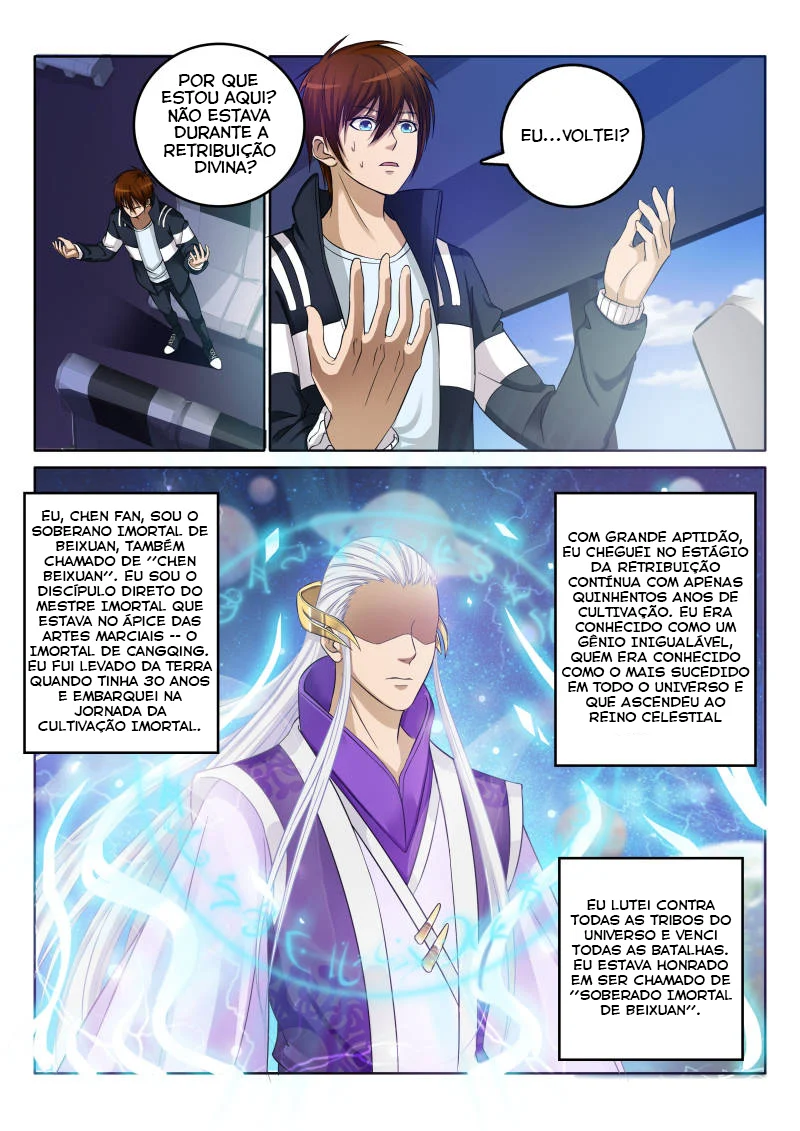 POR QUE
ESTOU AQUI?
NÃO ESTAVA
DURANTE A
RETRIBUIÇÃO
DIVINA?
EU...VOLTEI?
EU, CHEN FAN, SOU O
SOBERANO IMORTAL DE
BEIXUAN, TAMBÉM
CHAMADO DE "CHEN
BEIXUAN". EU SOU O
DISCÍPULO DIRETO DO
MESTRE IMORTAL QUE
ESTAVA NO ÁPICE DAS
ARTES MARCIAIS -- O
IMORTAL DE CANGQING.
EU FUI LEVADO DA TERRA
QUANDO TINHA 30 ANOS
E EMBARQUEI NA
JORNADA DA
CULTIVAÇÃO IMORTAL.
COM GRANDE APTIDÃO,
EU CHEGUEI NO ESTÁGIO
DA RETRIBUIÇÃO
CONTÍNUA COM APENAS
QUINHENTOS ANOS DE
CULTIVAÇÃO. EU ERA
CONHECIDO COMO UM
GÊNIO INIGUALÁVEL,
QUEM ERA CONHECIDO
COMO O MAIS SUCEDIDO
EM TODO O UNIVERSO E
QUE ASCENDEU AO
REINO CELESTIAL
EU LUTEI CONTRA
TODAS AS TRIBOS DO
UNIVERSO E VENCI
TODAS AS BATALHAS.
EU ESTAVA HONRADO
EM SER CHAMADO DE
"SOBERADO IMORTAL
DE BEIXUAN".